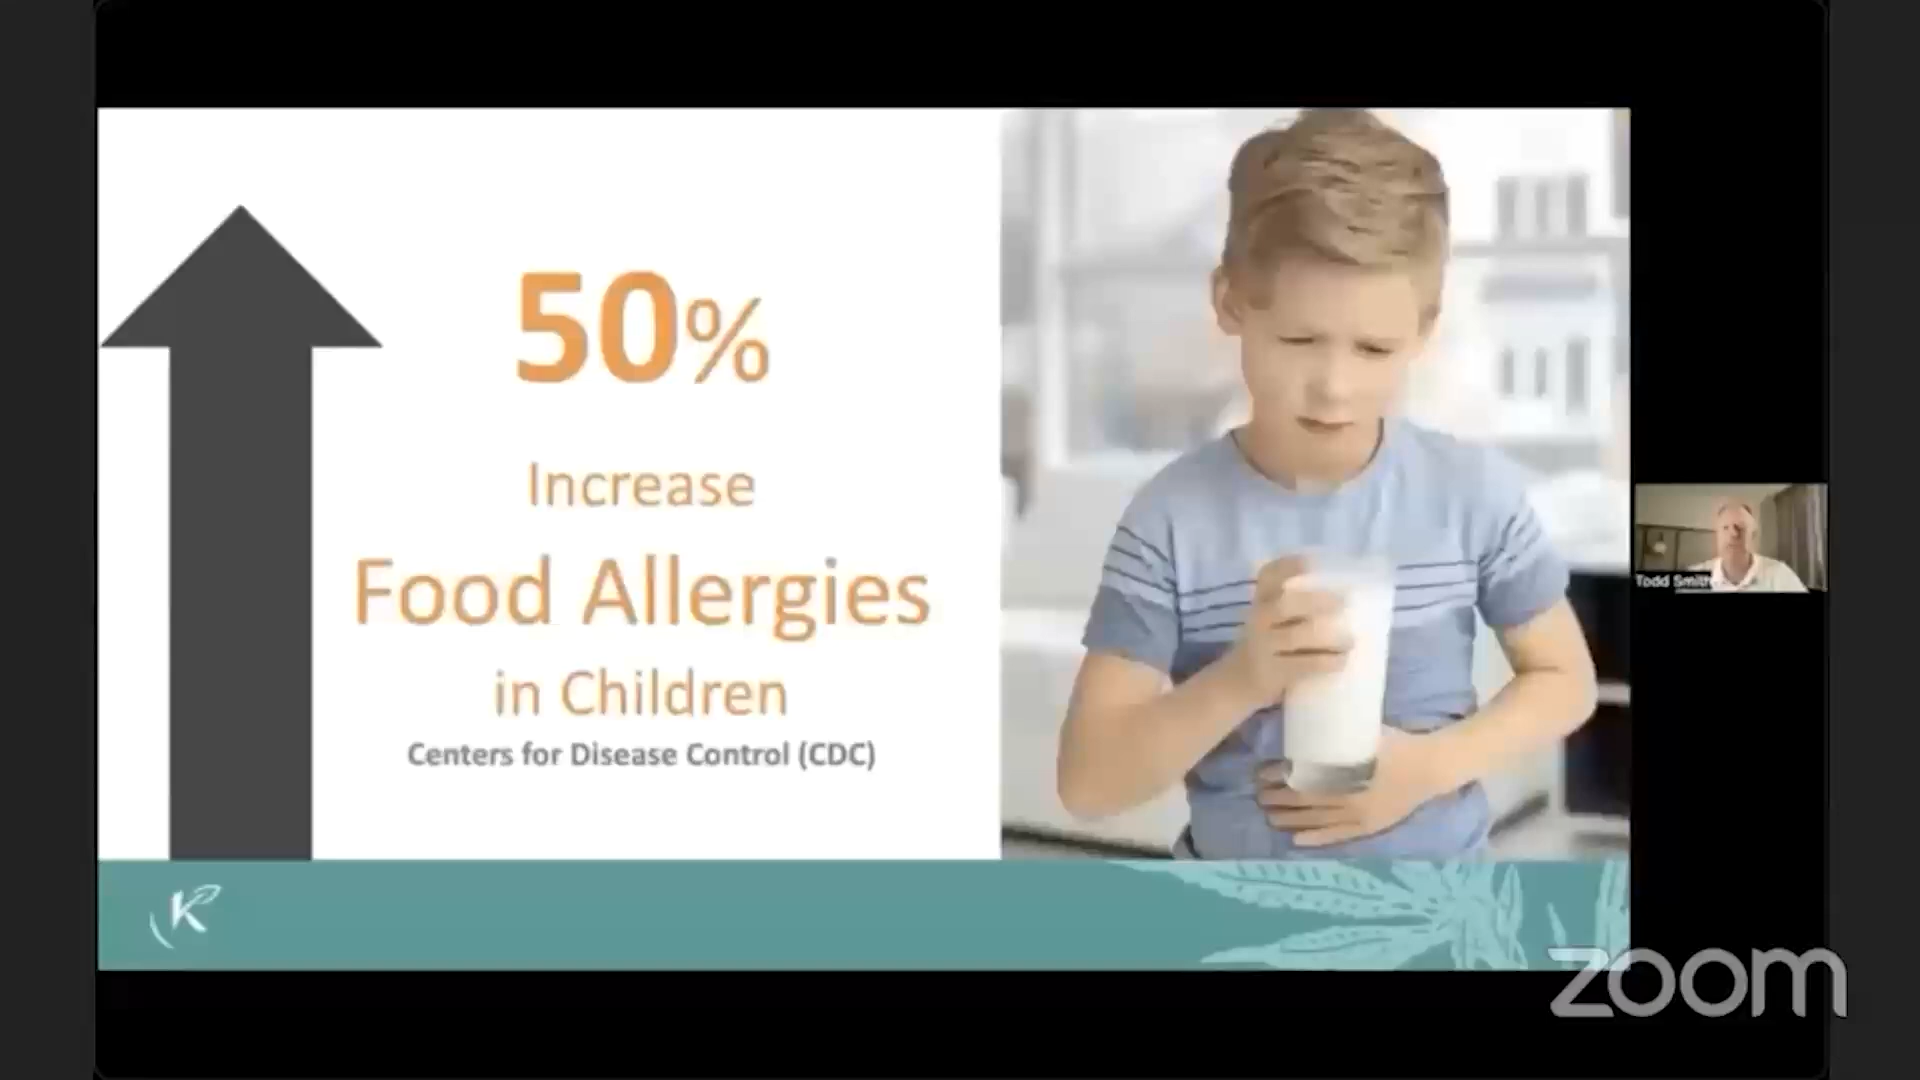 50%
Increase
Food Allergies
in Children
Centers for Disease Control (CDC)
K
Todd Smith
zoom